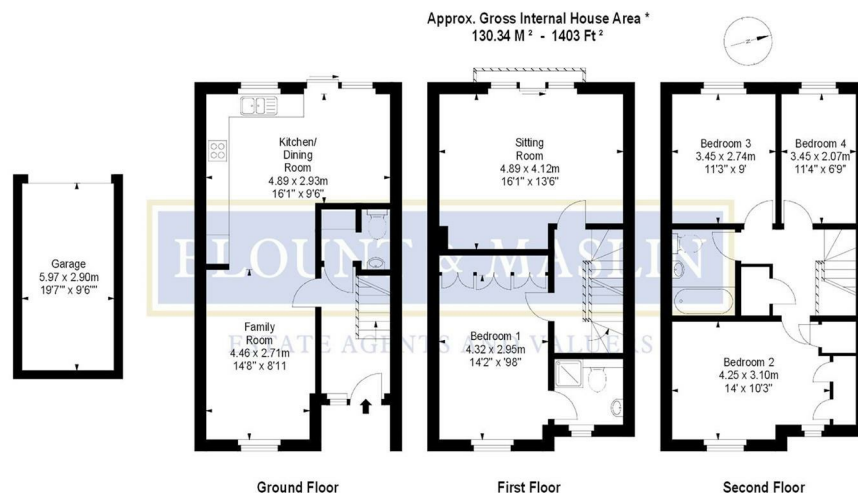 Approx. Gross Internal House Area *
130.34 M ² - 1403 Ft ²
N
Garage
5.97 x 2.90m
19'7'" x 9'6""
Kitchen/
Dining
Room
4.89 x 2.93m
16'1" x 9'6"
Family
Room
4.46 x 2.71m
14'8" x 8'11
Ground Floor
Sitting
Room
4.89 x 4.12m
16'1" x 13'6"
Bedroom 1
4.32 x 2.95m
14'2" x '98"
First Floor
Bedroom 3
3.45 x 2.74m
11'3" x 9'
Bedroom 4
3.45 x 2.07m
11'4" x 6'9"
Bedroom 2
4.25 x 3.10m
14' x 10'3"
Second Floor
BLOUNT & MASLIN
ESTATE AGENTS AND VALUERS